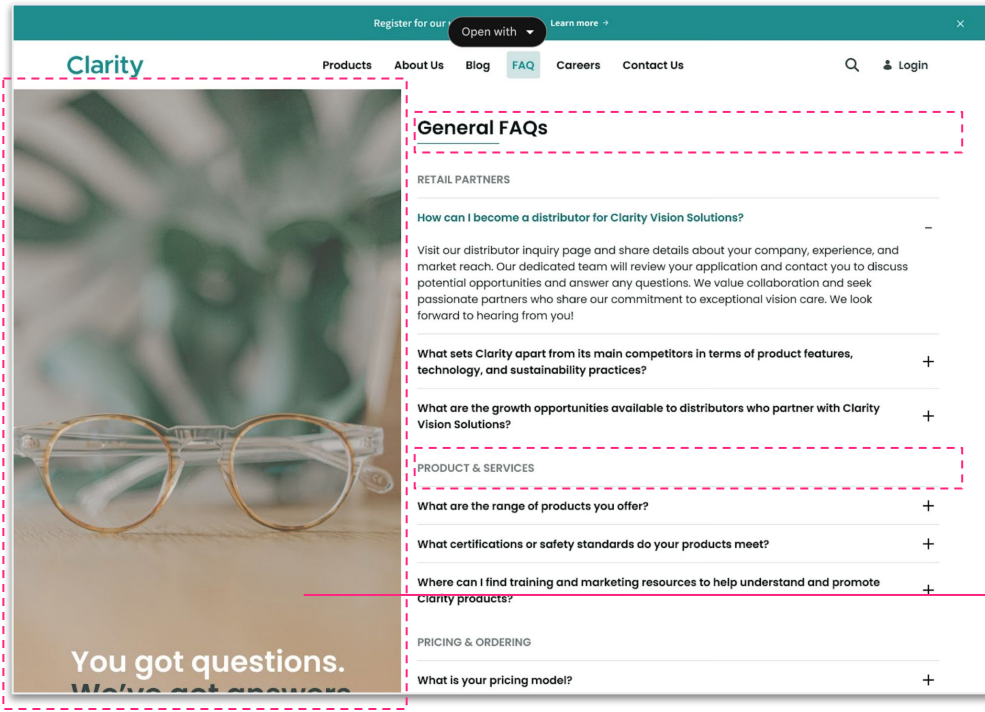 Register for our
Open with
Learn more →
Clarity
Products About Us Blog FAQ Careers Contact Us Login
General FAQs
RETAIL PARTNERS
How can I become a distributor for Clarity Vision Solutions?
Visit our distributor inquiry page and share details about your company, experience, and
market reach. Our dedicated team will review your application and contact you to discuss
potential opportunities and answer any questions. We value collaboration and seek
passionate partners who share our commitment to exceptional vision care. We look
forward to hearing from you!
What sets Clarity apart from its main competitors in terms of product features,
technology, and sustainability practices?
What are the growth opportunities available to distributors who partner with Clarity
Vision Solutions?
PRODUCT & SERVICES
What are the range of products you offer?
What certifications or safety standards do your products meet?
Where can I find training and marketing resources to help understand and promote
Clarity products?
PRICING & ORDERING
What is your pricing model?
You got questions.
We've got answers